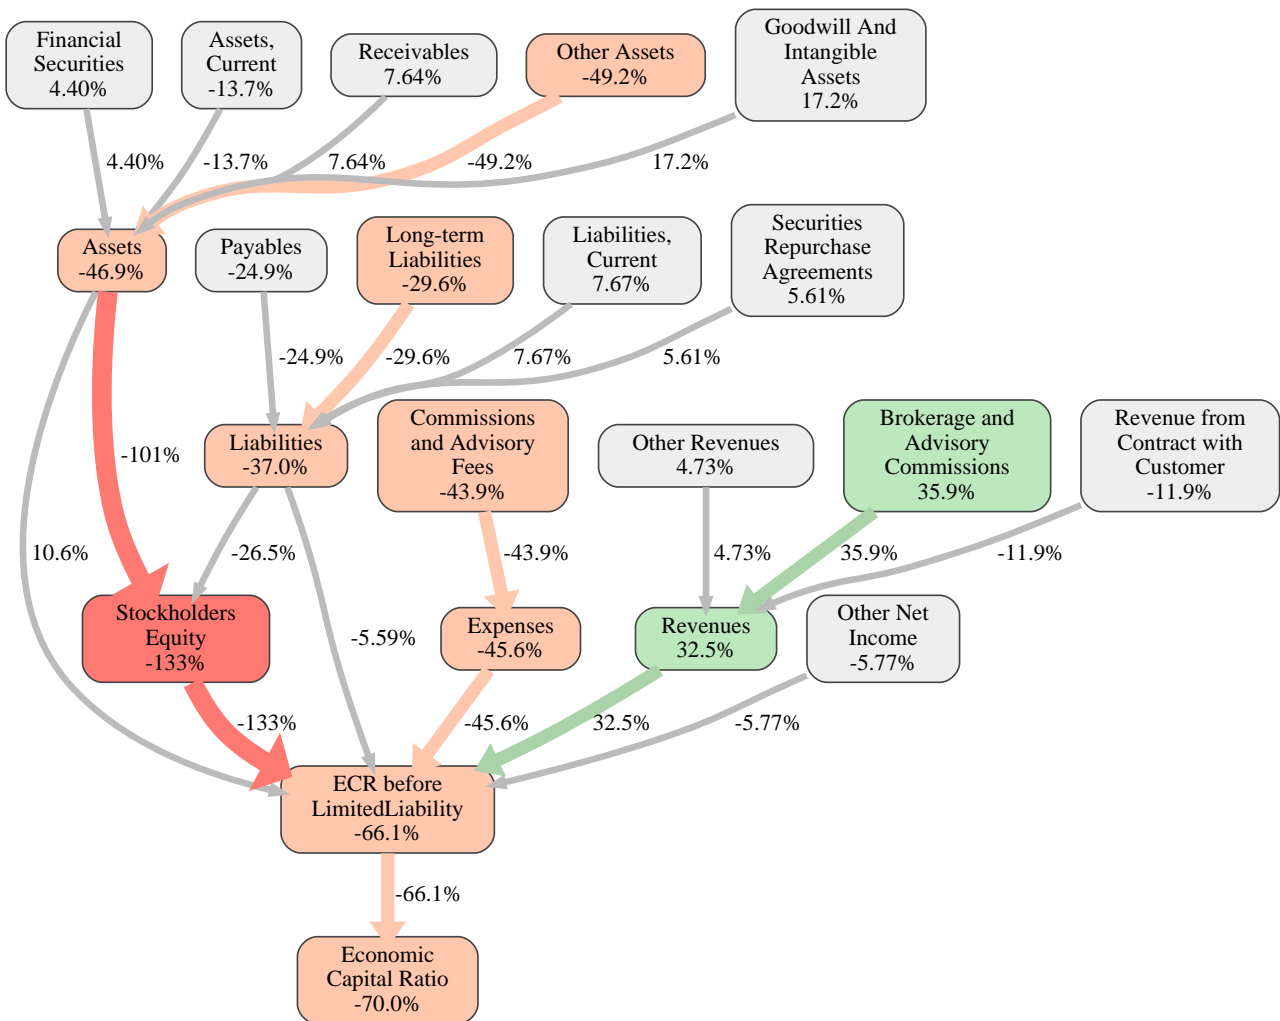 Financial
Securities
4.40%
Assets,
Current
-13.7%
Receivables
7.64%
Other Assets
-49.2%
Goodwill And
Intangible
Assets
17.2%
4.40%
-13.7%
7.64%
-49.2%
17.2%
Assets
-46.9%
Payables
-24.9%
Long-term
Liabilities
-29.6%
Liabilities,
Current
7.67%
Securities
Repurchase
Agreements
5.61%
-24.9%
-29.6%
7.67%
5.61%
-101%
Liabilities
-37.0%
Commissions
and Advisory
Fees
-43.9%
Other Revenues
4.73%
Brokerage and
Advisory
Commissions
35.9%
Revenue from
Contract with
Customer
-11.9%
10.6%
-26.5%
-43.9%
4.73%
35.9%
-11.9%
Stockholders
Equity
-133%
-5.59%
Expenses
-45.6%
Revenues
32.5%
Other Net
Income
-5.77%
-133%
-45.6%
32.5%
-5.77%
ECR before
LimitedLiability
-66.1%
-66.1%
Economic
Capital Ratio
-70.0%